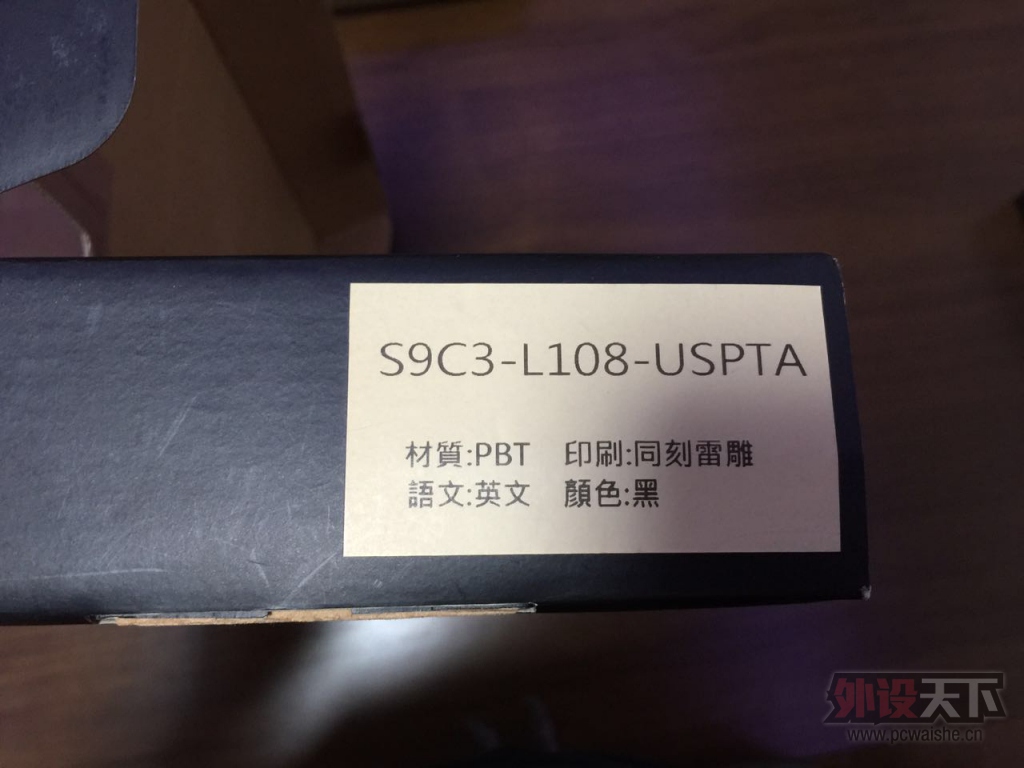 S9C3-L108-USPTA
材質:PBT 印刷:同刻雷雕
語文:英文 顏色:黑
外设天下
www.pcwaishe.cn